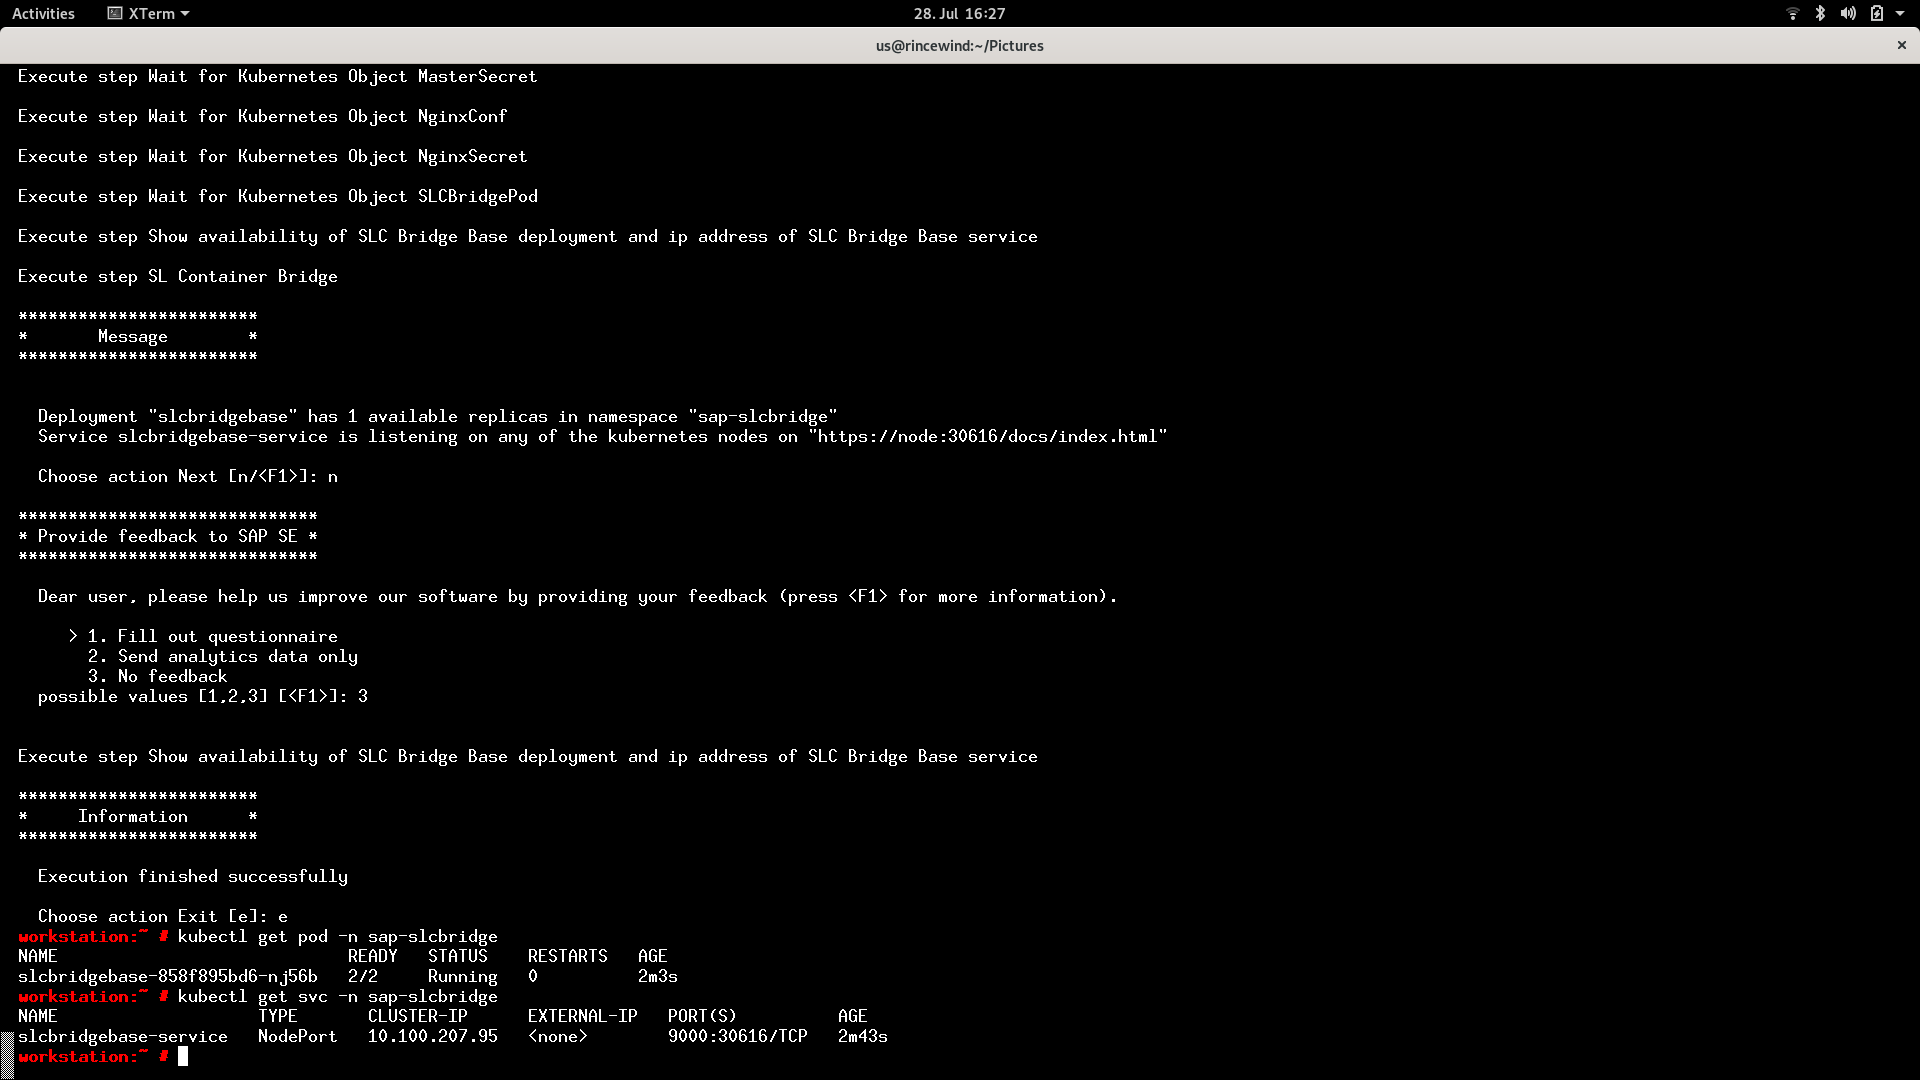 Activities XTerm 28. Jul 16:27
us@rincewind:~/Pictures ×
Execute step Wait for Kubernetes Object MasterSecret
Execute step Wait for Kubernetes Object NginxConf
Execute step Wait for Kubernetes Object NginxSecret
Execute step Wait for Kubernetes Object SLCBridgePod
Execute step Show availability of SLC Bridge Base deployment and ip address of SLC Bridge Base service
Execute step SL Container Bridge
************************
*       Message        *
************************
Deployment "slcbridgebase" has 1 available replicas in namespace "sap-slcbridge"
Service slcbridgebase-service is listening on any of the kubernetes nodes on "https://node:30616/docs/index.html"
Choose action Next [n/<F1>]: n
******************************
* Provide feedback to SAP SE *
******************************
Dear user, please help us improve our software by providing your feedback (press <F1> for more information).
> 1. Fill out questionnaire
2. Send analytics data only
3. No feedback
possible values [1,2,3] [<F1>]: 3
Execute step Show availability of SLC Bridge Base deployment and ip address of SLC Bridge Base service
************************
*     Information      *
************************
Execution finished successfully
Choose action Exit [e]: e
workstation:~ # kubectl get pod -n sap-slcbridge
NAME                             READY   STATUS    RESTARTS   AGE
slcbridgebase-858f895bd6-nj56b   2/2     Running   0          2m3s
workstation:~ # kubectl get svc -n sap-slcbridge
NAME                    TYPE       CLUSTER-IP      EXTERNAL-IP   PORT(S)          AGE
slcbridgebase-service   NodePort   10.100.207.95   <none>        9000:30616/TCP   2m43s
workstation:~ #